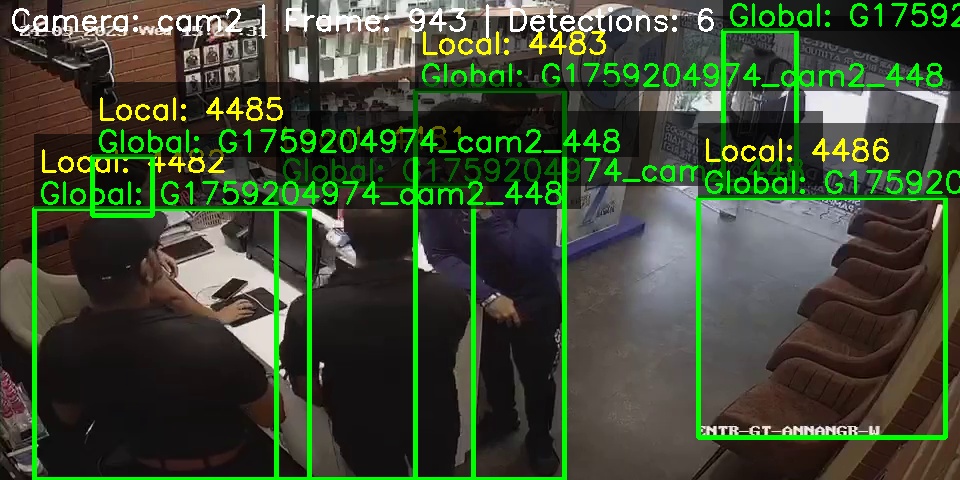 Camera: cam2 | Frame: 943 | Detections: 6
Global: G17592
Local: 4483
Global: G1759204974_cam2_448
Local: 4485
Global: G1759204974_cam2_448
Local: 4482
Global: G1759204974_cam2_448
Local: 4486
Global: G175920
ENTR-GT-ANNANGR-W